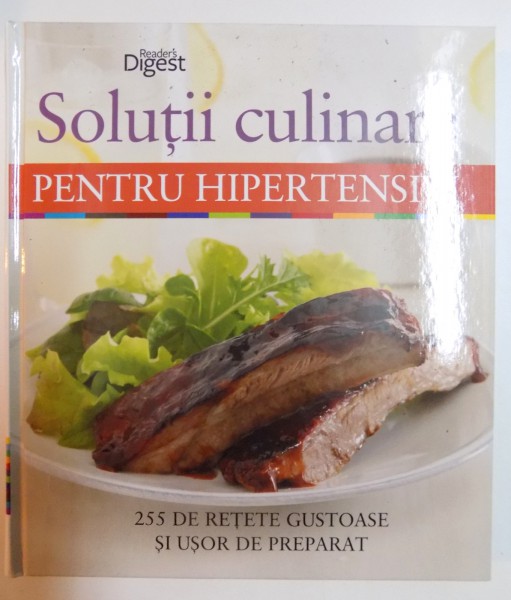 Reader's
Digest
Soluții culinar
PENTRU HIPERTENSI
255 DE REȚETE GUSTOASE
ȘI UȘOR DE PREPARAT